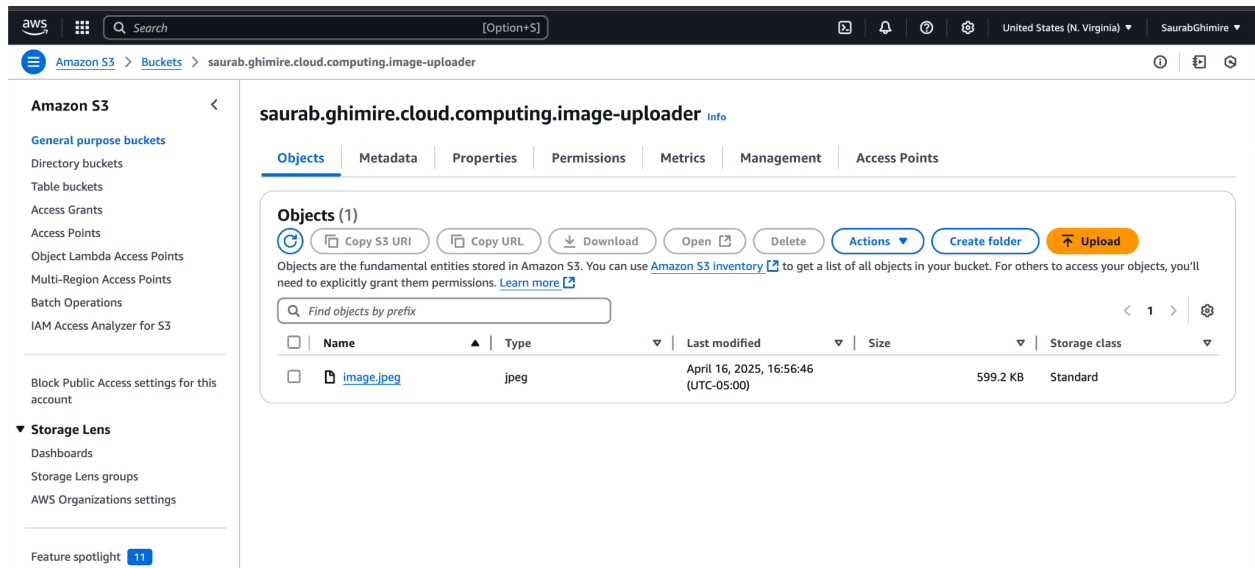 aws
Search [Option+S]
United States (N. Virginia) ▼
SaurabGhimire ▼
Amazon S3 > Buckets > saurab.ghimire.cloud.computing.image-uploader
Amazon S3
General purpose buckets
Directory buckets
Table buckets
Access Grants
Access Points
Object Lambda Access Points
Multi-Region Access Points
Batch Operations
IAM Access Analyzer for S3
Block Public Access settings for this
account
▼ Storage Lens
Dashboards
Storage Lens groups
AWS Organizations settings
Feature spotlight 11
saurab.ghimire.cloud.computing.image-uploader Info
Objects Metadata Properties Permissions Metrics Management Access Points
Objects (1)
Copy S3 URI Copy URL Download Open Delete Actions ▼ Create folder Upload
Objects are the fundamental entities stored in Amazon S3. You can use Amazon S3 inventory to get a list of all objects in your bucket. For others to access your objects, you'll
need to explicitly grant them permissions. Learn more
Find objects by prefix
< 1 >
Name Type Last modified Size Storage class
image.jpeg jpeg April 16, 2025, 16:56:46 599.2 KB Standard
(UTC-05:00)